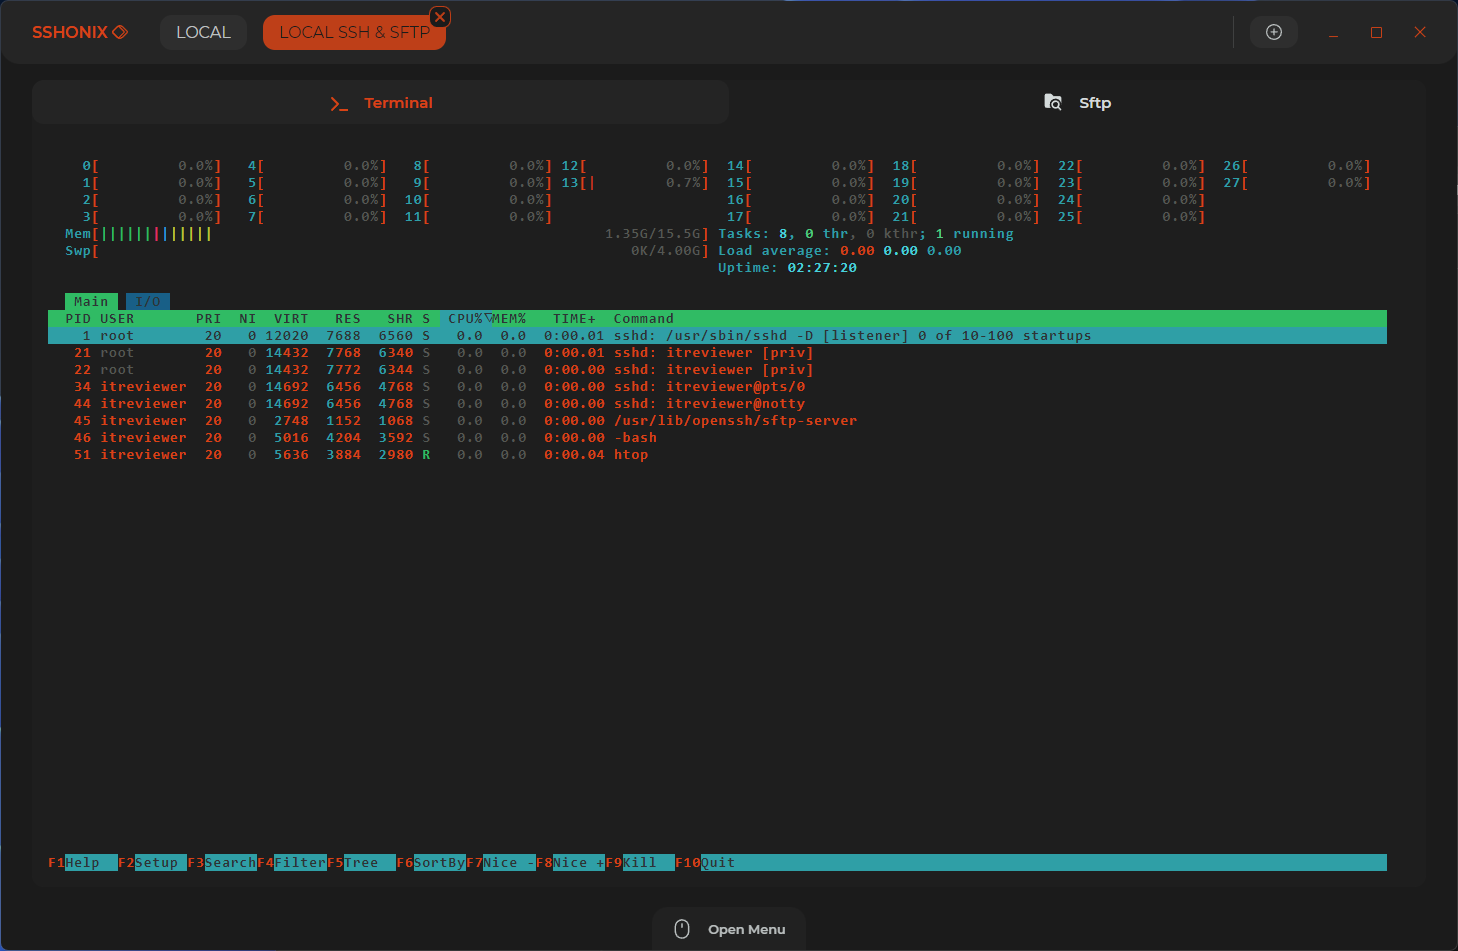 SSHONIX LOCAL LOCAL SSH & SFTP
Terminal Sftp
0[ 0.0%] 4[ 0.0%] 8[ 0.0%] 12[ 0.0%] 14[ 0.0%] 18[ 0.0%] 22[ 0.0%] 26[ 0.0%]
1[ 0.0%] 5[ 0.0%] 9[ 0.0%] 13[| 0.7%] 15[ 0.0%] 19[ 0.0%] 23[ 0.0%] 27[ 0.0%]
2[ 0.0%] 6[ 0.0%] 10[ 0.0%] 16[ 0.0%] 20[ 0.0%] 24[ 0.0%]
3[ 0.0%] 7[ 0.0%] 11[ 0.0%] 17[ 0.0%] 21[ 0.0%] 25[ 0.0%]
Mem[||||||||||||| 1.35G/15.5G] Tasks: 8, 0 thr, 0 kthr; 1 running
Swp[ 0K/4.00G] Load average: 0.00 0.00 0.00
Uptime: 02:27:20
Main I/O
PID USER PRI NI VIRT RES SHR S CPU%▽MEM% TIME+ Command
1 root 20 0 12020 7688 6560 S 0.0 0.0 0:00.01 sshd: /usr/sbin/sshd -D [listener] 0 of 10-100 startups
21 root 20 0 14432 7768 6340 S 0.0 0.0 0:00.01 sshd: itreviewer [priv]
22 root 20 0 14432 7772 6344 S 0.0 0.0 0:00.00 sshd: itreviewer [priv]
34 itreviewer 20 0 14692 6456 4768 S 0.0 0.0 0:00.00 sshd: itreviewer@pts/0
44 itreviewer 20 0 14692 6456 4768 S 0.0 0.0 0:00.00 sshd: itreviewer@notty
45 itreviewer 20 0 2748 1152 1068 S 0.0 0.0 0:00.00 /usr/lib/openssh/sftp-server
46 itreviewer 20 0 5016 4204 3592 S 0.0 0.0 0:00.00 -bash
51 itreviewer 20 0 5636 3884 2980 R 0.0 0.0 0:00.04 htop
F1Help F2Setup F3SearchF4FilterF5Tree F6SortByF7Nice -F8Nice +F9Kill F10Quit
Open Menu